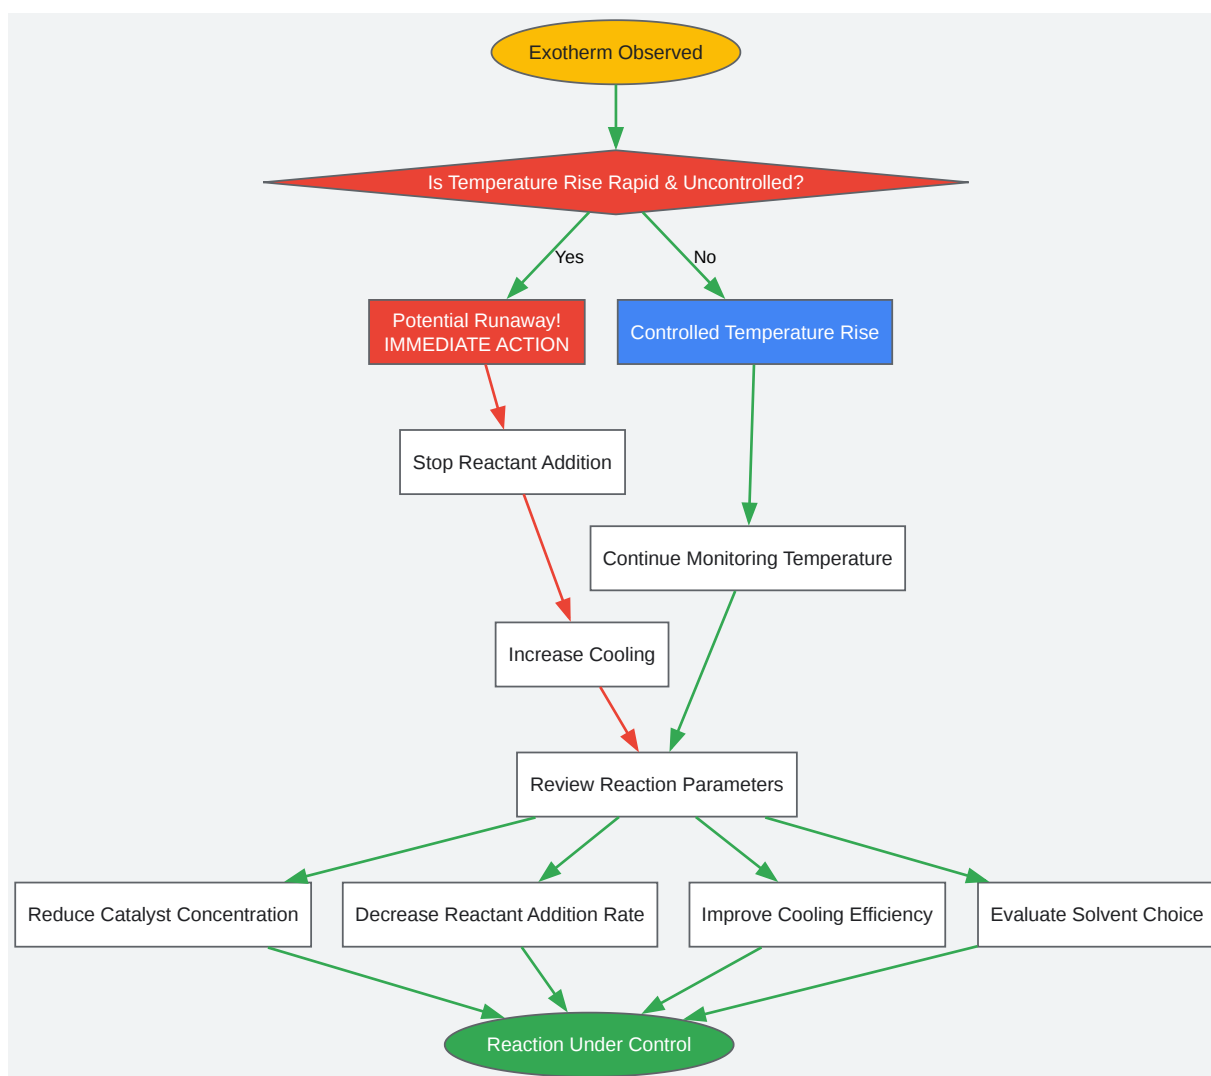 Exotherm Observed
Is Temperature Rise Rapid & Uncontrolled?
Yes
No
Potential Runaway!
IMMEDIATE ACTION
Controlled Temperature Rise
Stop Reactant Addition
Continue Monitoring Temperature
Increase Cooling
Review Reaction Parameters
Reduce Catalyst Concentration
Decrease Reactant Addition Rate
Improve Cooling Efficiency
Evaluate Solvent Choice
Reaction Under Control